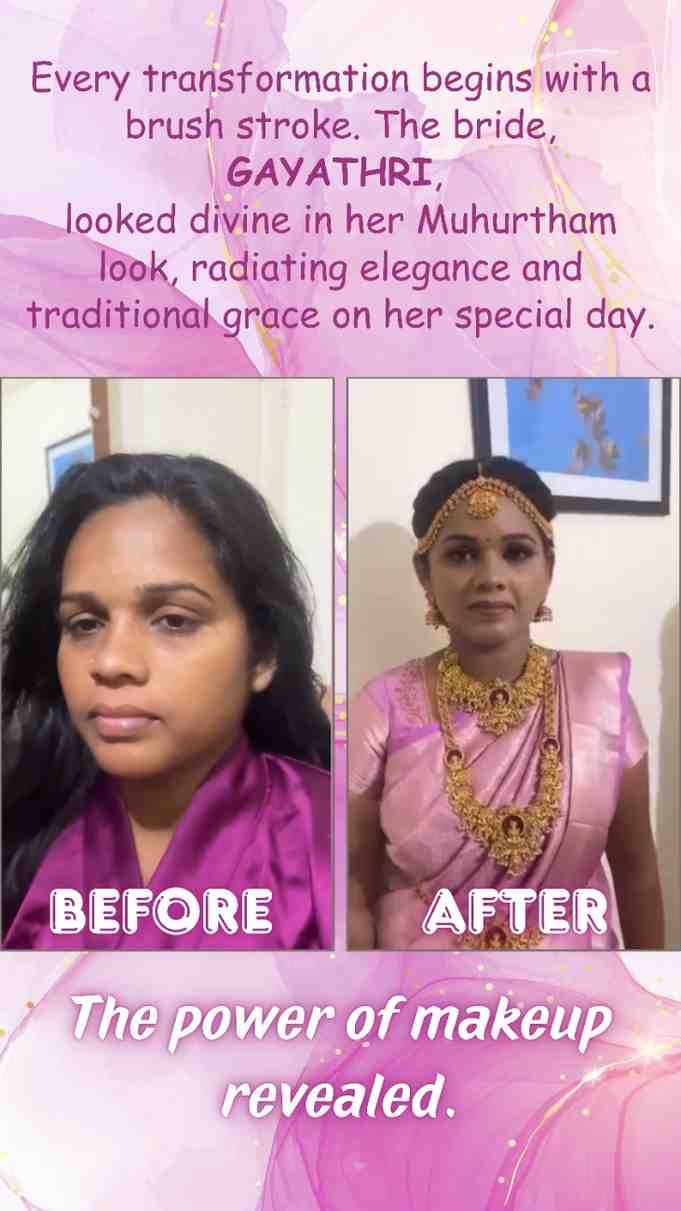 Every transformation begins with a
brush stroke. The bride,
GAYATHRI,
looked divine in her Muhurtham
look, radiating elegance and
traditional grace on her special day.
BEFORE
AFTER
The power of makeup
revealed.